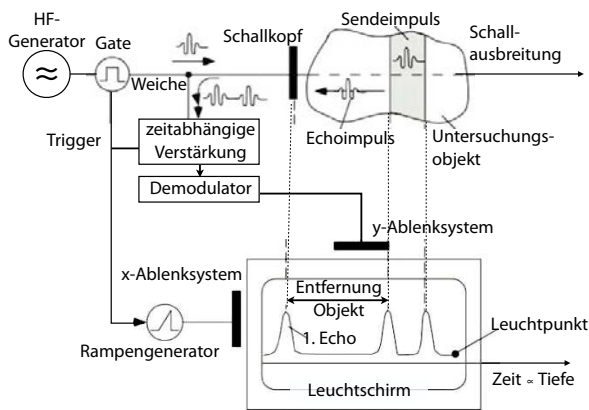 HF-
Generator
Gate
Sendeimpuls
Schallkopf
Schall-
ausbreitung
Weiche
≈
Echoimpuls
Untersuchungs-
objekt
Trigger
zeitabhängige
Verstärkung
Demodulator
y-Ablenksystem
x-Ablenksystem
Entfernung
Objekt
1. Echo
Leuchtpunkt
Rampengenerator
Leuchtschirm
Zeit ∝ Tiefe